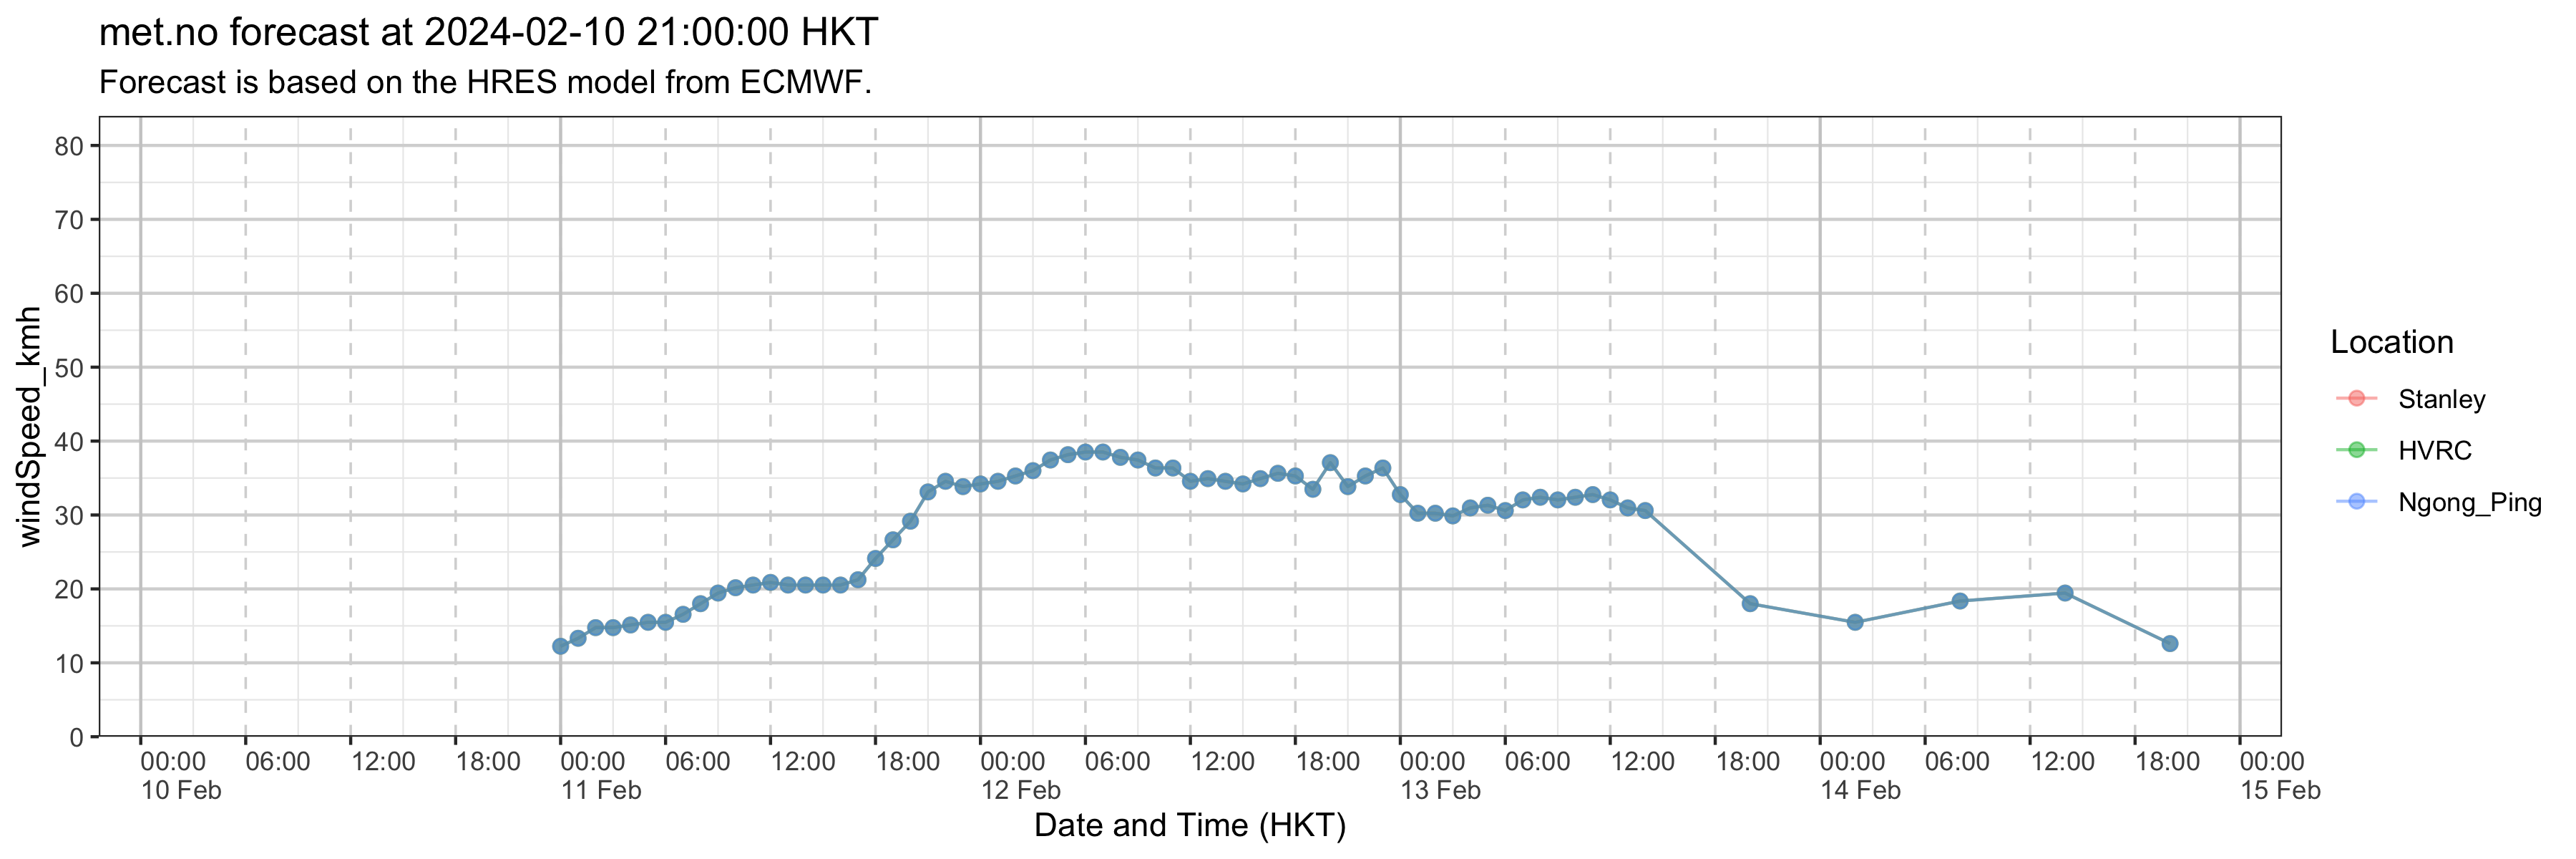 met.no forecast at 2024-02-10 21:00:00 HKT
Forecast is based on the HRES model from ECMWF.
windSpeed_kmh
80
70
60
50
40
30
20
10
0
00:00 06:00 12:00 18:00 00:00 06:00 12:00 18:00 00:00 06:00 12:00 18:00 00:00 06:00 12:00 18:00 00:00 06:00 12:00 18:00 00:00
10 Feb 11 Feb 12 Feb 13 Feb 14 Feb 15 Feb
Date and Time (HKT)
Location
Stanley
HVRC
Ngong_Ping